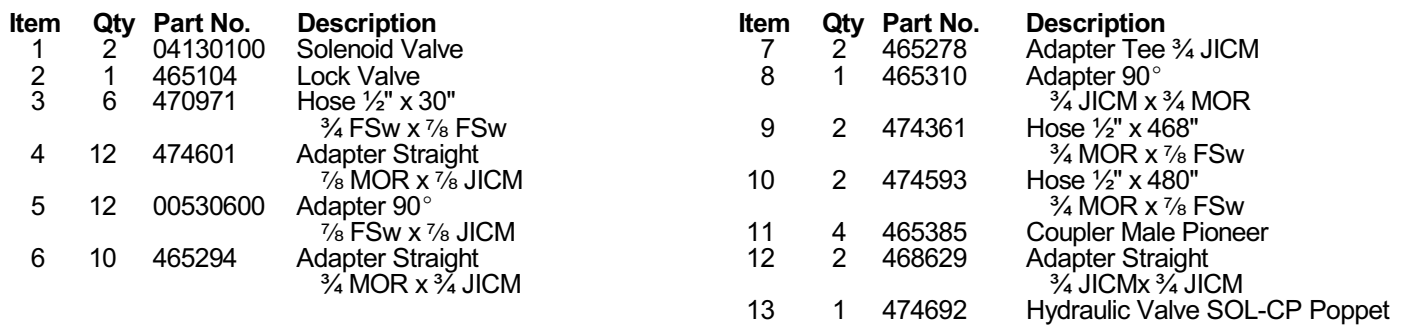 Item Qty Part No. Description
1 2 04130100 Solenoid Valve
2 1 465104 Lock Valve
3 6 470971 Hose ½" x 30"
¾ FSw x ⅞ FSw
4 12 474601 Adapter Straight
⅞ MOR x ⅞ JICM
5 12 00530600 Adapter 90°
⅞ FSw x ⅞ JICM
6 10 465294 Adapter Straight
¾ MOR x ¾ JICM
Item Qty Part No. Description
7 2 465278 Adapter Tee ¾ JICM
8 1 465310 Adapter 90°
¾ JICM x ¾ MOR
9 2 474361 Hose ½" x 468"
¾ MOR x ⅞ FSw
10 2 474593 Hose ½" x 480"
¾ MOR x ⅞ FSw
11 4 465385 Coupler Male Pioneer
12 2 468629 Adapter Straight
¾ JICMx ¾ JICM
13 1 474692 Hydraulic Valve SOL-CP Poppet